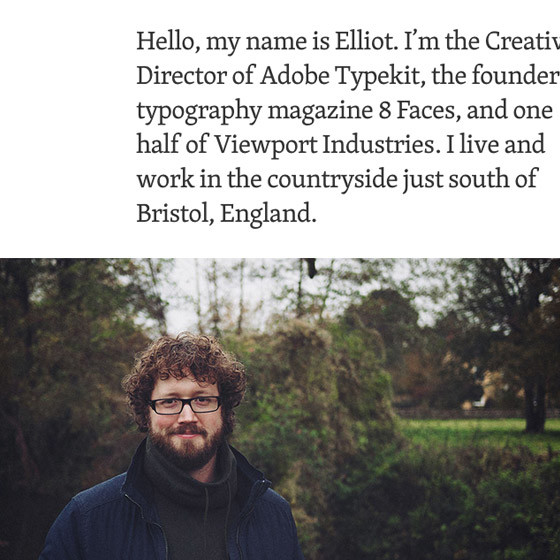 Hello, my name is Elliot. I’m the
Director of Adobe Typekit, the founder
typography magazine 8 Faces, and one
half of Viewport Industries. I live and
work in the countryside just south of
Bristol, England.